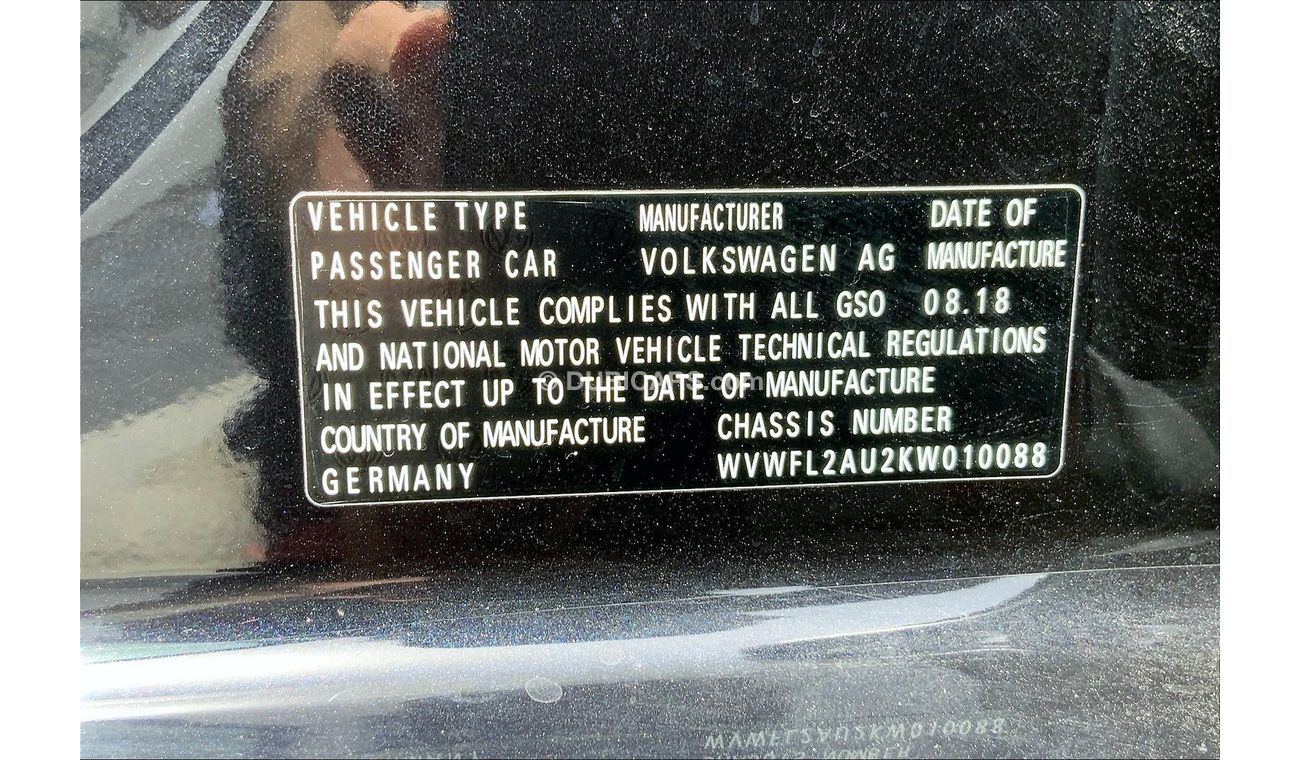 VEHICLE TYPE MANUFACTURER DATE OF
PASSENGER CAR VOLKSWAGEN AG MANUFACTURE
THIS VEHICLE COMPLIES WITH ALL GSO 08.18
AND NATIONAL MOTOR VEHICLE TECHNICAL REGULATIONS
IN EFFECT UP TO THE DATE OF MANUFACTURE
© DUBICARS.com
COUNTRY OF MANUFACTURE CHASSIS NUMBER
GERMANY WVWFL2AU2KW010088